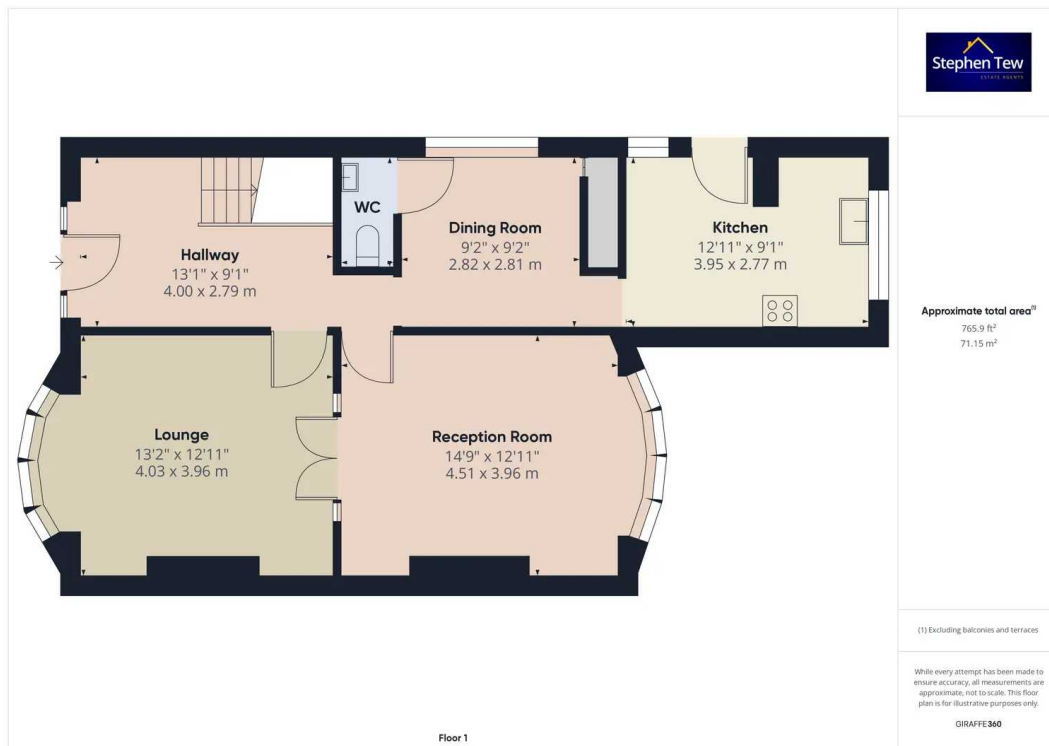 Stephen Tew
ESTATE AGENTS
WC
Dining Room
9'2" x 9'2"
2.82 x 2.81 m
Kitchen
12'11" x 9'1"
3.95 x 2.77 m
Hallway
13'1" x 9'1"
4.00 x 2.79 m
Lounge
13'2" x 12'11"
4.03 x 3.96 m
Reception Room
14'9" x 12'11"
4.51 x 3.96 m
Floor 1
Approximate total area(1)
765.9 ft²
71.15 m²
(1) Excluding balconies and terraces
While every attempt has been made to
ensure accuracy, all measurements are
approximate, not to scale. This floor
plan is for illustrative purposes only.
GIRAFFE360